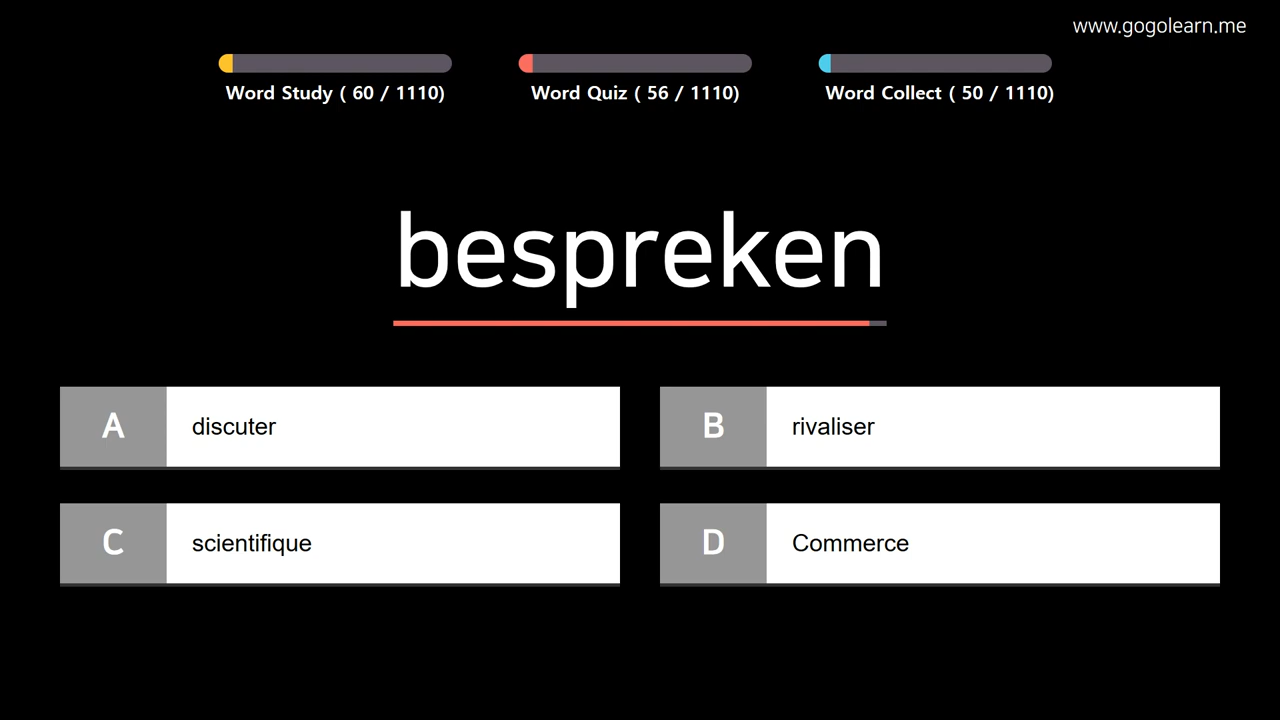 www.gogolearn.me
Word Study ( 60 / 1110)
Word Quiz ( 56 / 1110)
Word Collect ( 50 / 1110)
bespreken
A discuter
B rivaliser
C scientifique
D Commerce